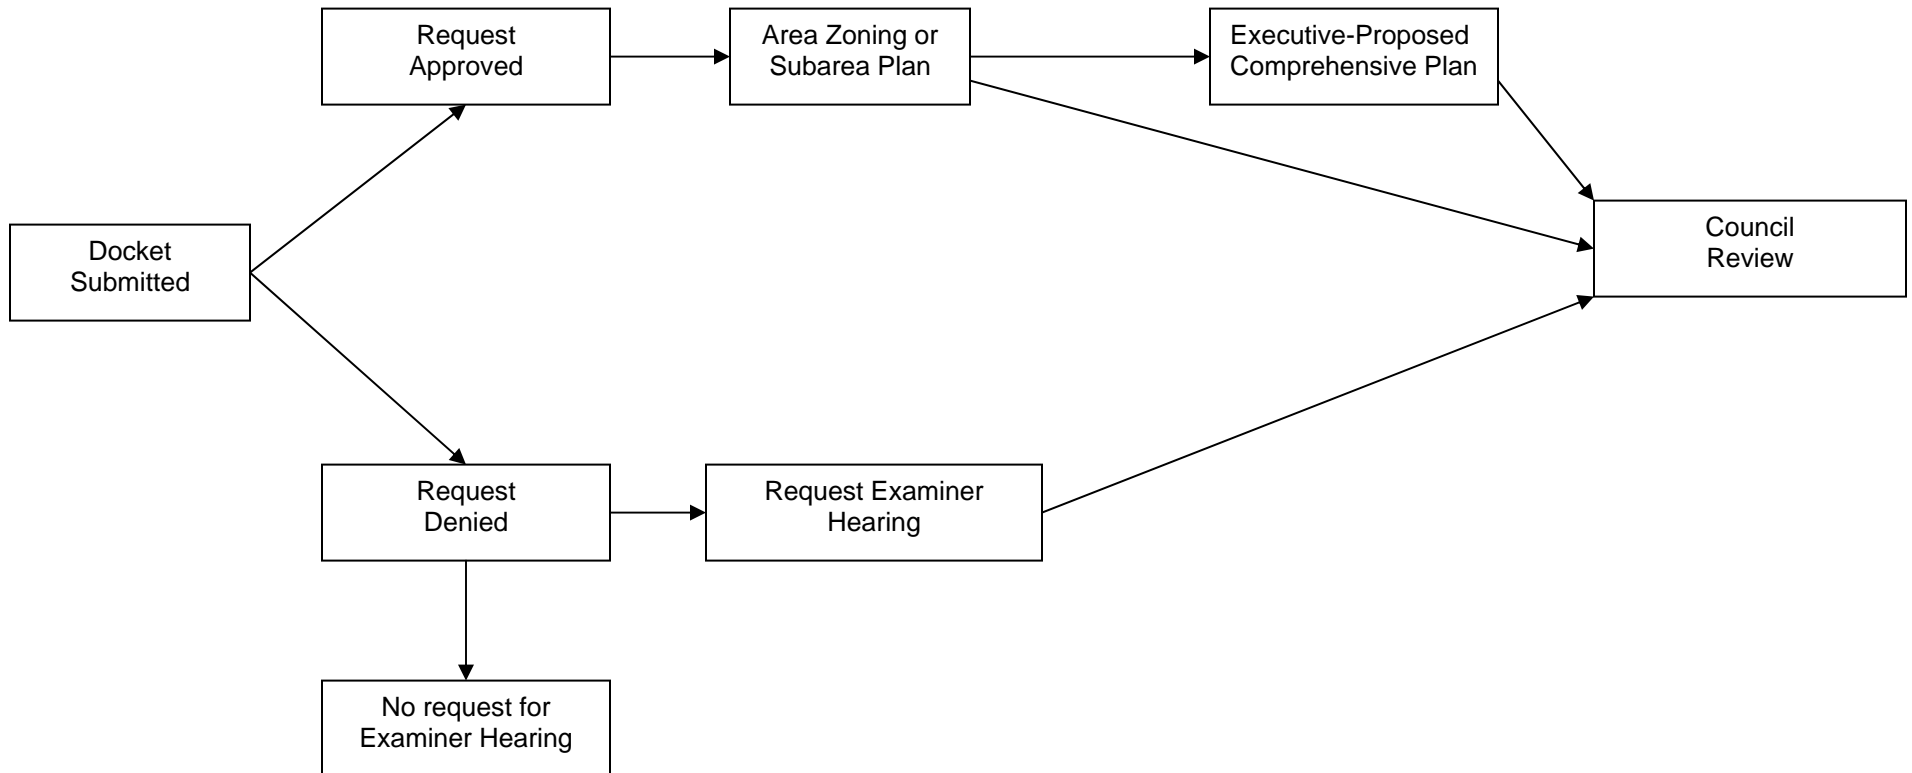 Request
Approved
Area Zoning or
Subarea Plan
Executive-Proposed
Comprehensive Plan
Docket
Submitted
Council
Review
Request
Denied
Request Examiner
Hearing
No request for
Examiner Hearing